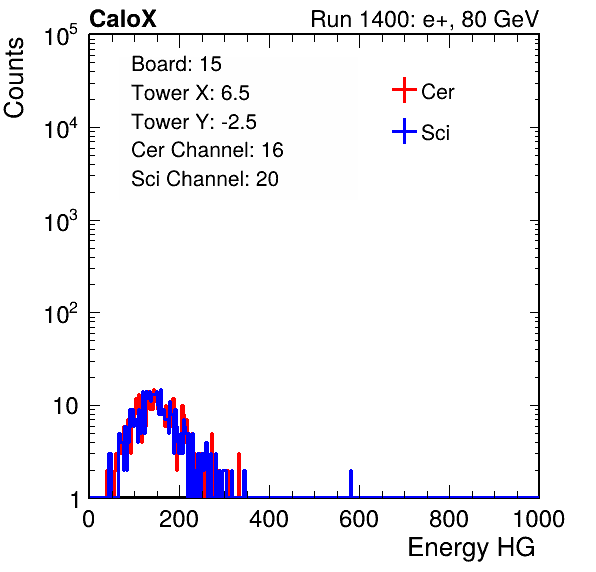 CaloX Run 1400: e+, 80 GeV
Counts
10^5
10^4
10^3
10^2
10
1
Board: 15
Tower X: 6.5
Tower Y: -2.5
Cer Channel: 16
Sci Channel: 20
Cer
Sci
0 200 400 600 800 1000
Energy HG